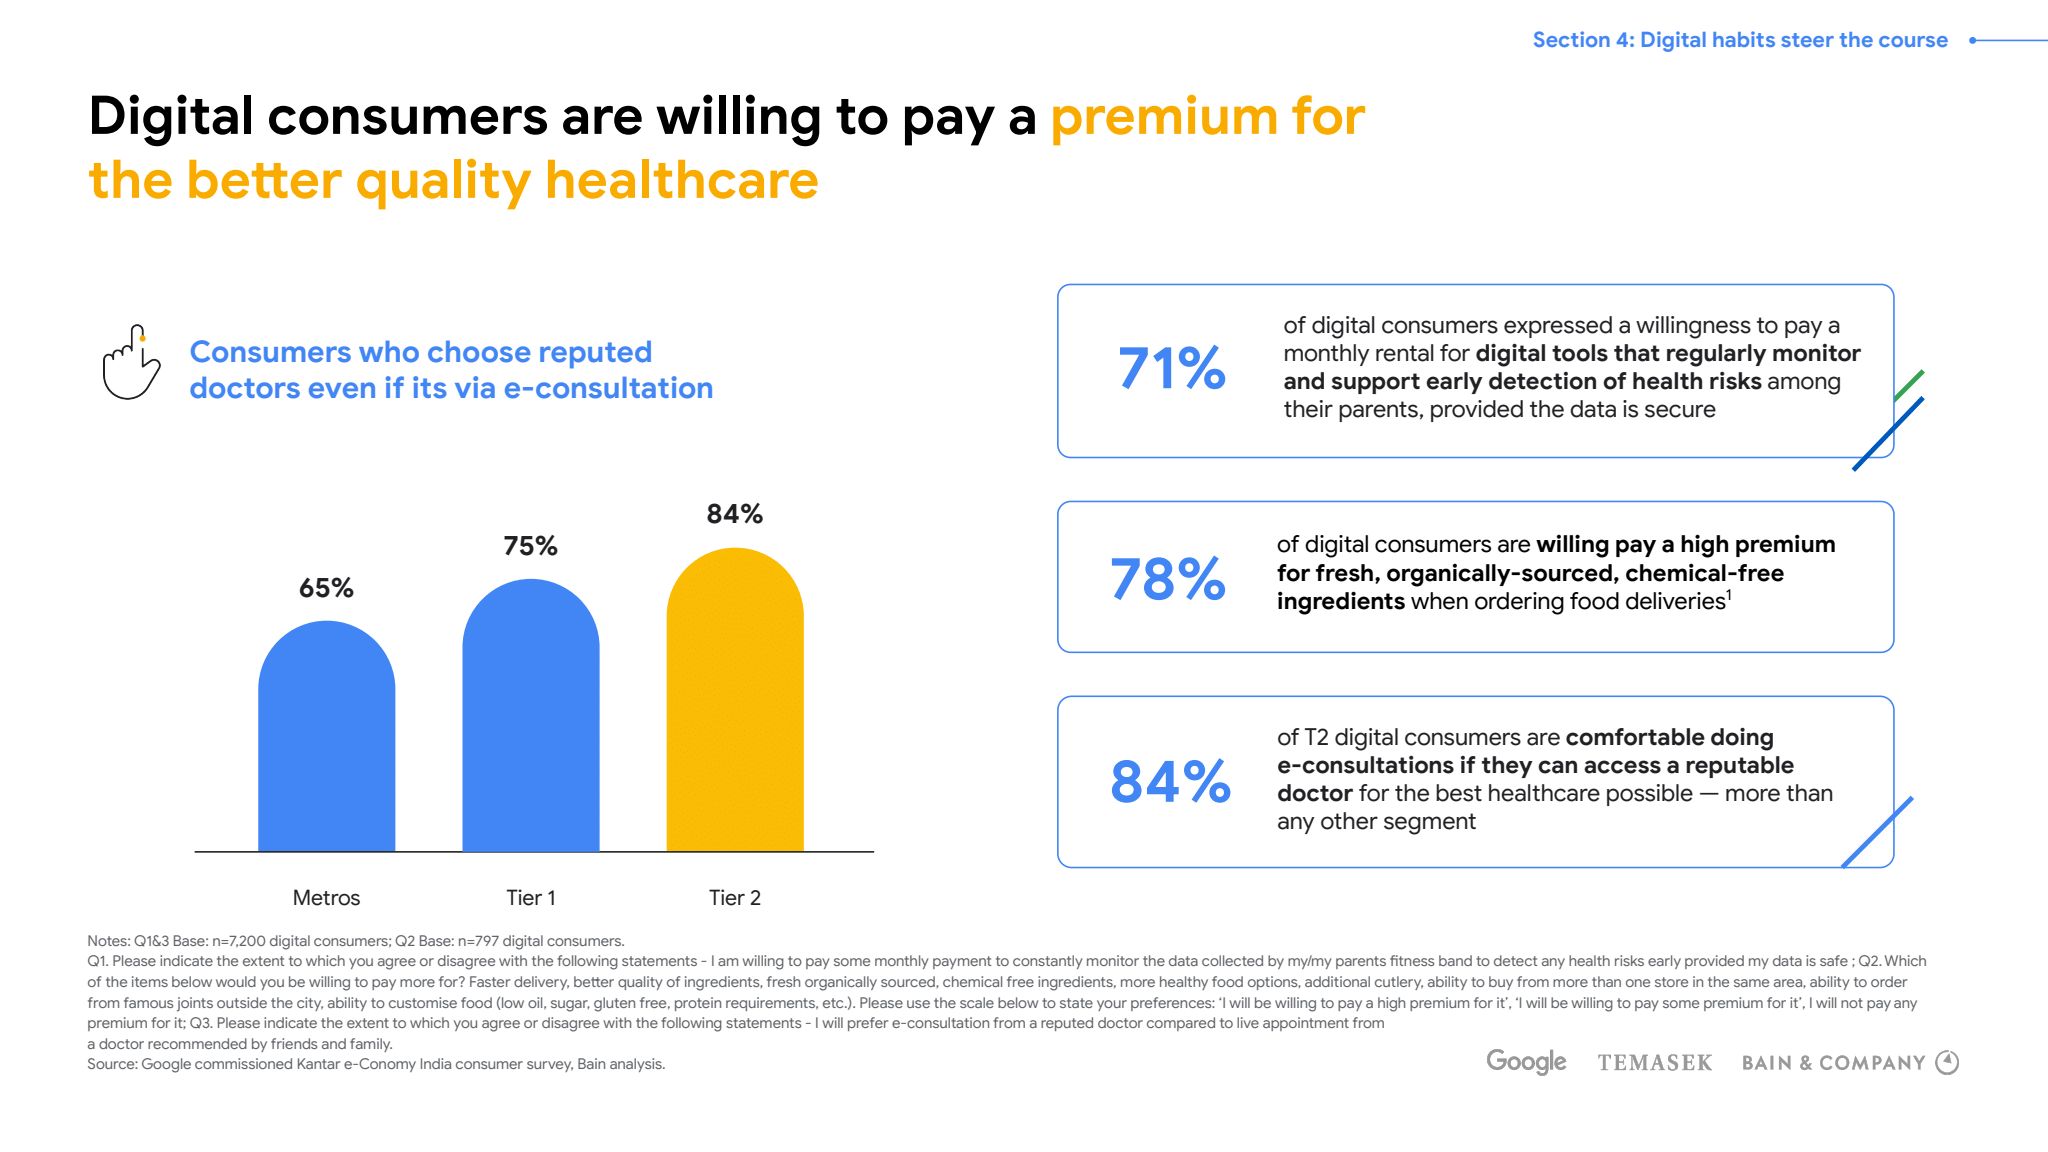 Section 4: Digital habits steer the course
Digital consumers are willing to pay a premium for
the better quality healthcare
Consumers who choose reputed
doctors even if its via e-consultation
65%
75%
84%
Metros
Tier 1
Tier 2
71%
of digital consumers expressed a willingness to pay a
monthly rental for digital tools that regularly monitor
and support early detection of health risks among
their parents, provided the data is secure
78%
of digital consumers are willing pay a high premium
for fresh, organically-sourced, chemical-free
ingredients when ordering food deliveries¹
84%
of T2 digital consumers are comfortable doing
e-consultations if they can access a reputable
doctor for the best healthcare possible — more than
any other segment
Notes: Q1&3 Base: n=7,200 digital consumers; Q2 Base: n=797 digital consumers.
Q1. Please indicate the extent to which you agree or disagree with the following statements - I am willing to pay some monthly payment to constantly monitor the data collected by my/my parents fitness band to detect any health risks early provided my data is safe ; Q2. Which
of the items below would you be willing to pay more for? Faster delivery, better quality of ingredients, fresh organically sourced, chemical free ingredients, more healthy food options, additional cutlery, ability to buy from more than one store in the same area, ability to order
from famous joints outside the city, ability to customise food (low oil, sugar, gluten free, protein requirements, etc.). Please use the scale below to state your preferences: ‘I will be willing to pay a high premium for it’, ‘I will be willing to pay some premium for it’, I will not pay any
premium for it; Q3. Please indicate the extent to which you agree or disagree with the following statements - I will prefer e-consultation from a reputed doctor compared to live appointment from
a doctor recommended by friends and family.
Source: Google commissioned Kantar e-Conomy India consumer survey, Bain analysis.
Google TEMASEK BAIN & COMPANY